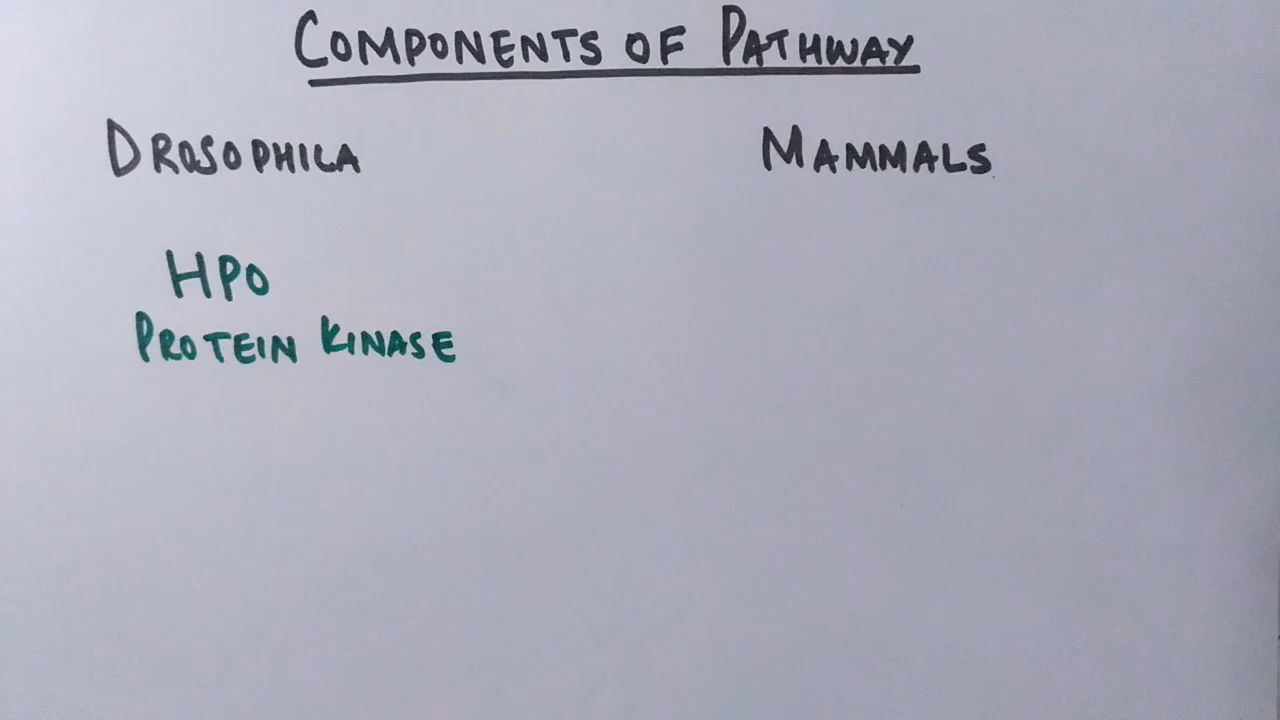 COMPONENTS OF PATHWAY
DROSOPHILA
MAMMALS
HPO
PROTEIN KINASE